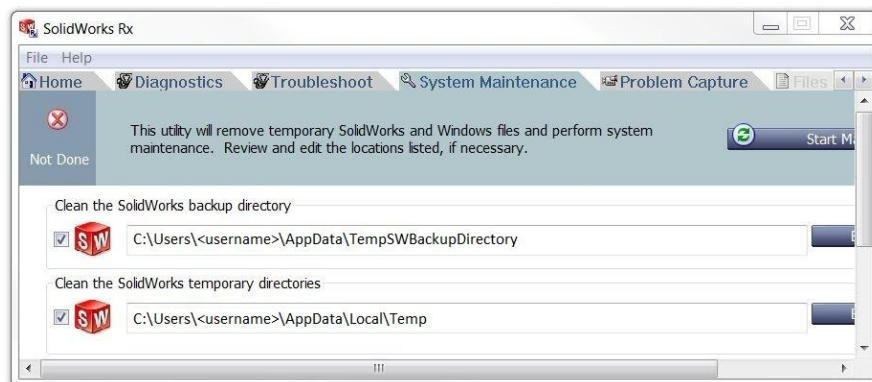 SolidWorks Rx
File Help
Home Diagnostics Troubleshoot System Maintenance Problem Capture Files
This utility will remove temporary SolidWorks and Windows files and perform system
maintenance. Review and edit the locations listed, if necessary.
Not Done
Start
Clean the SolidWorks backup directory
SW C:\Users\<username>\AppData\TempSWBackupDirectory
Clean the SolidWorks temporary directories
SW C:\Users\<username>\AppData\Local\Temp